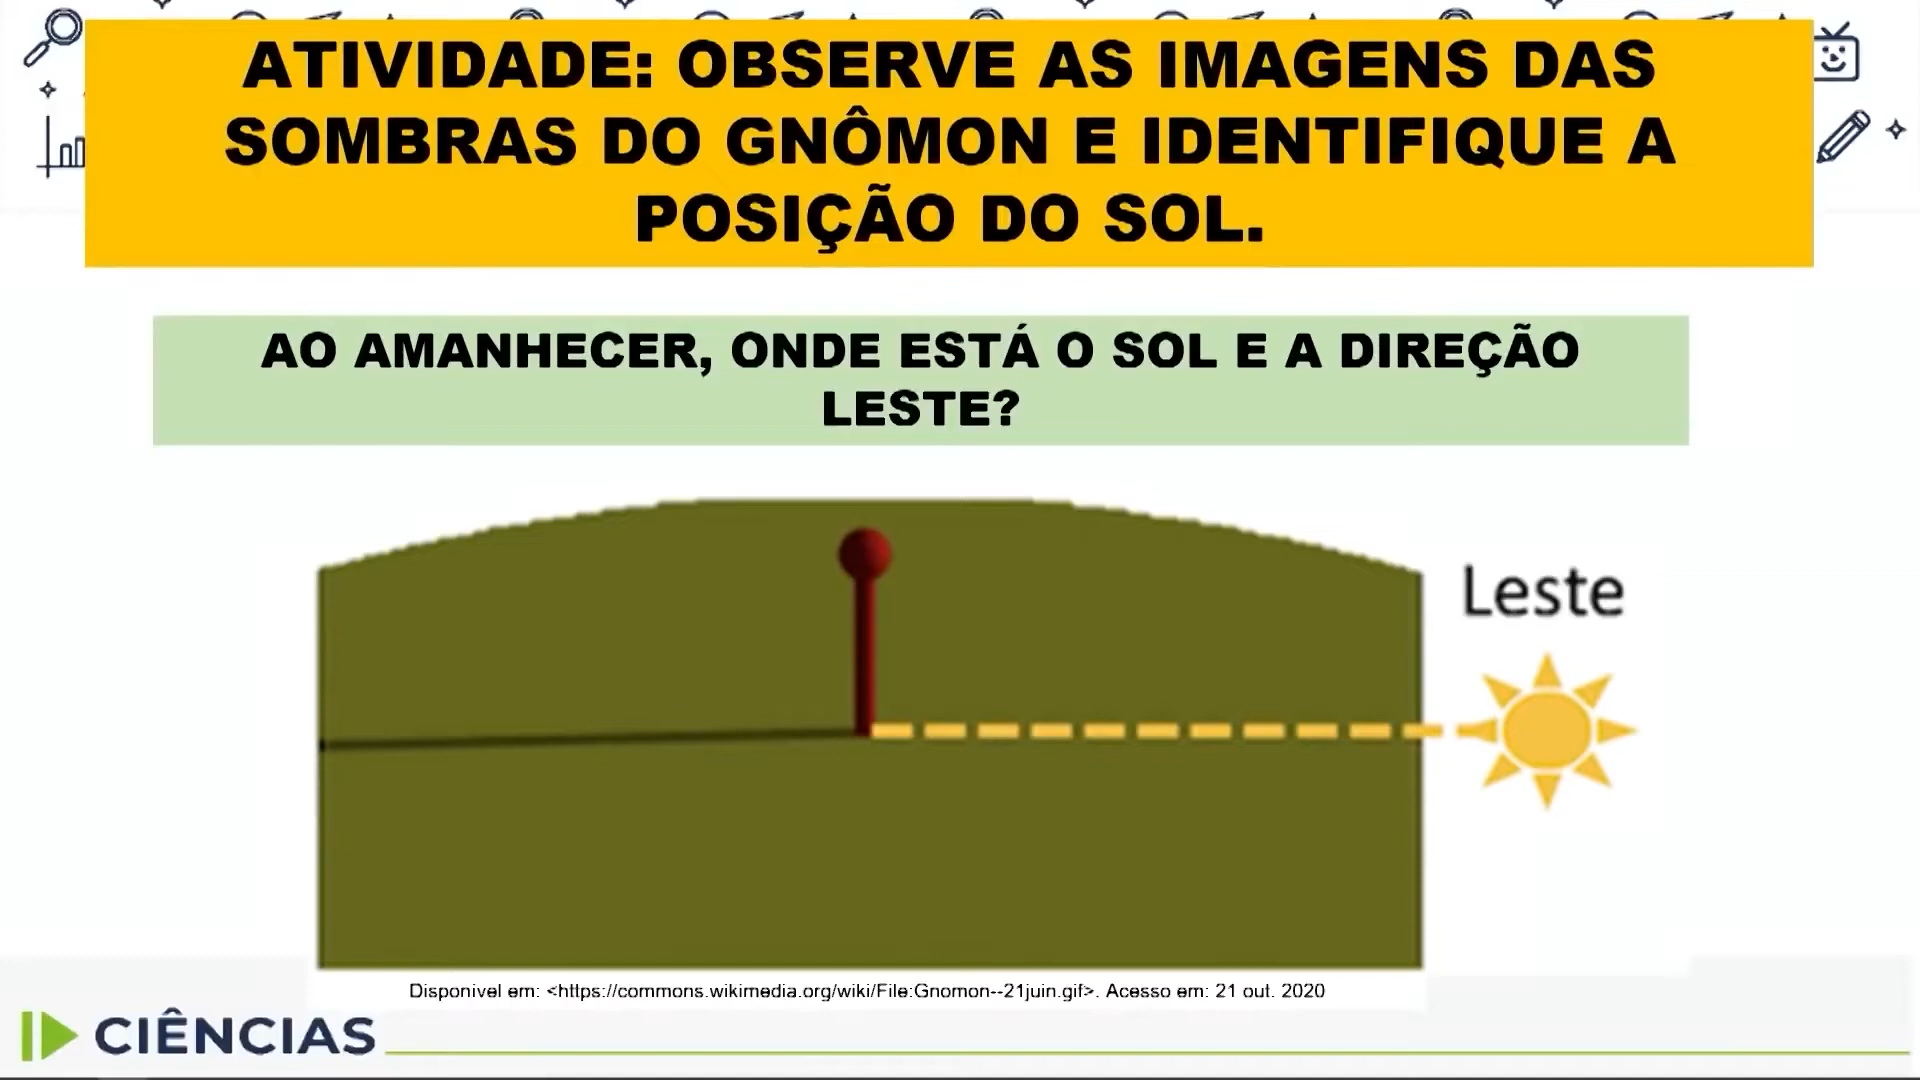 ATIVIDADE: OBSERVE AS IMAGENS DAS
SOMBRAS DO GNÔMON E IDENTIFIQUE A
POSIÇÃO DO SOL.
AO AMANHECER, ONDE ESTÁ O SOL E A DIREÇÃO
LESTE?
Leste
Disponivel em: <https://commons.wikimedia.org/wiki/File:Gnomon--21juin.gif>. Acesso em: 21 out. 2020
CIÊNCIAS